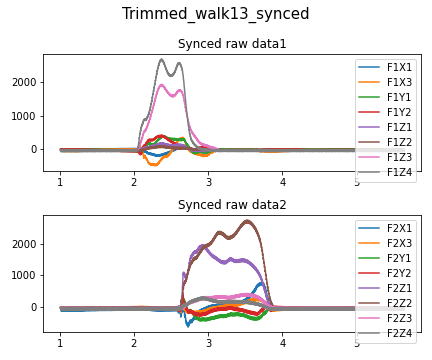 Trimmed_walk13_synced
Synced raw data1
2000
1000
0
1 2 3 4 5
F1X1
F1X3
F1Y1
F1Y2
F1Z1
F1Z2
F1Z3
F1Z4
Synced raw data2
2000
1000
0
1 2 3 4 5
F2X1
F2X3
F2Y1
F2Y2
F2Z1
F2Z2
F2Z3
F2Z4